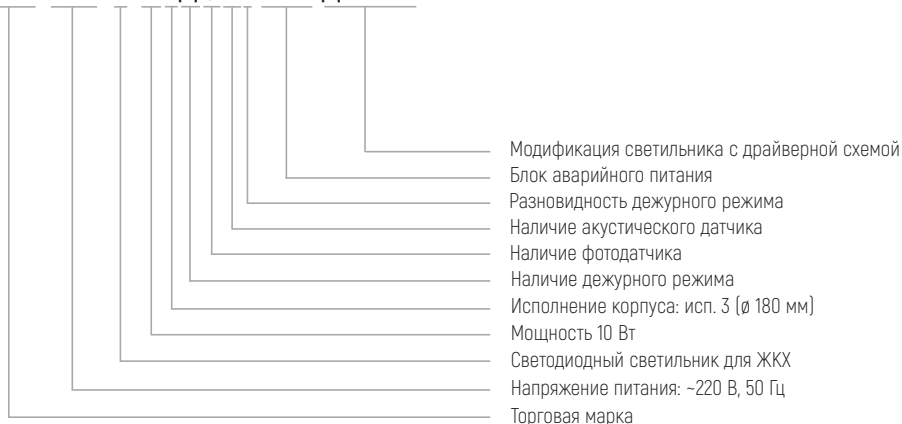 Модификация светильника с драйверной схемой
Блок аварийного питания
Разновидность дежурного режима
Наличие акустического датчика
Наличие фотодатчика
Наличие дежурного режима
Исполнение корпуса: исп. 3 (ø 180 мм)
Мощность 10 Вт
Светодиодный светильник для ЖКХ
Напряжение питания: ~220 В, 50 Гц
Торговая марка